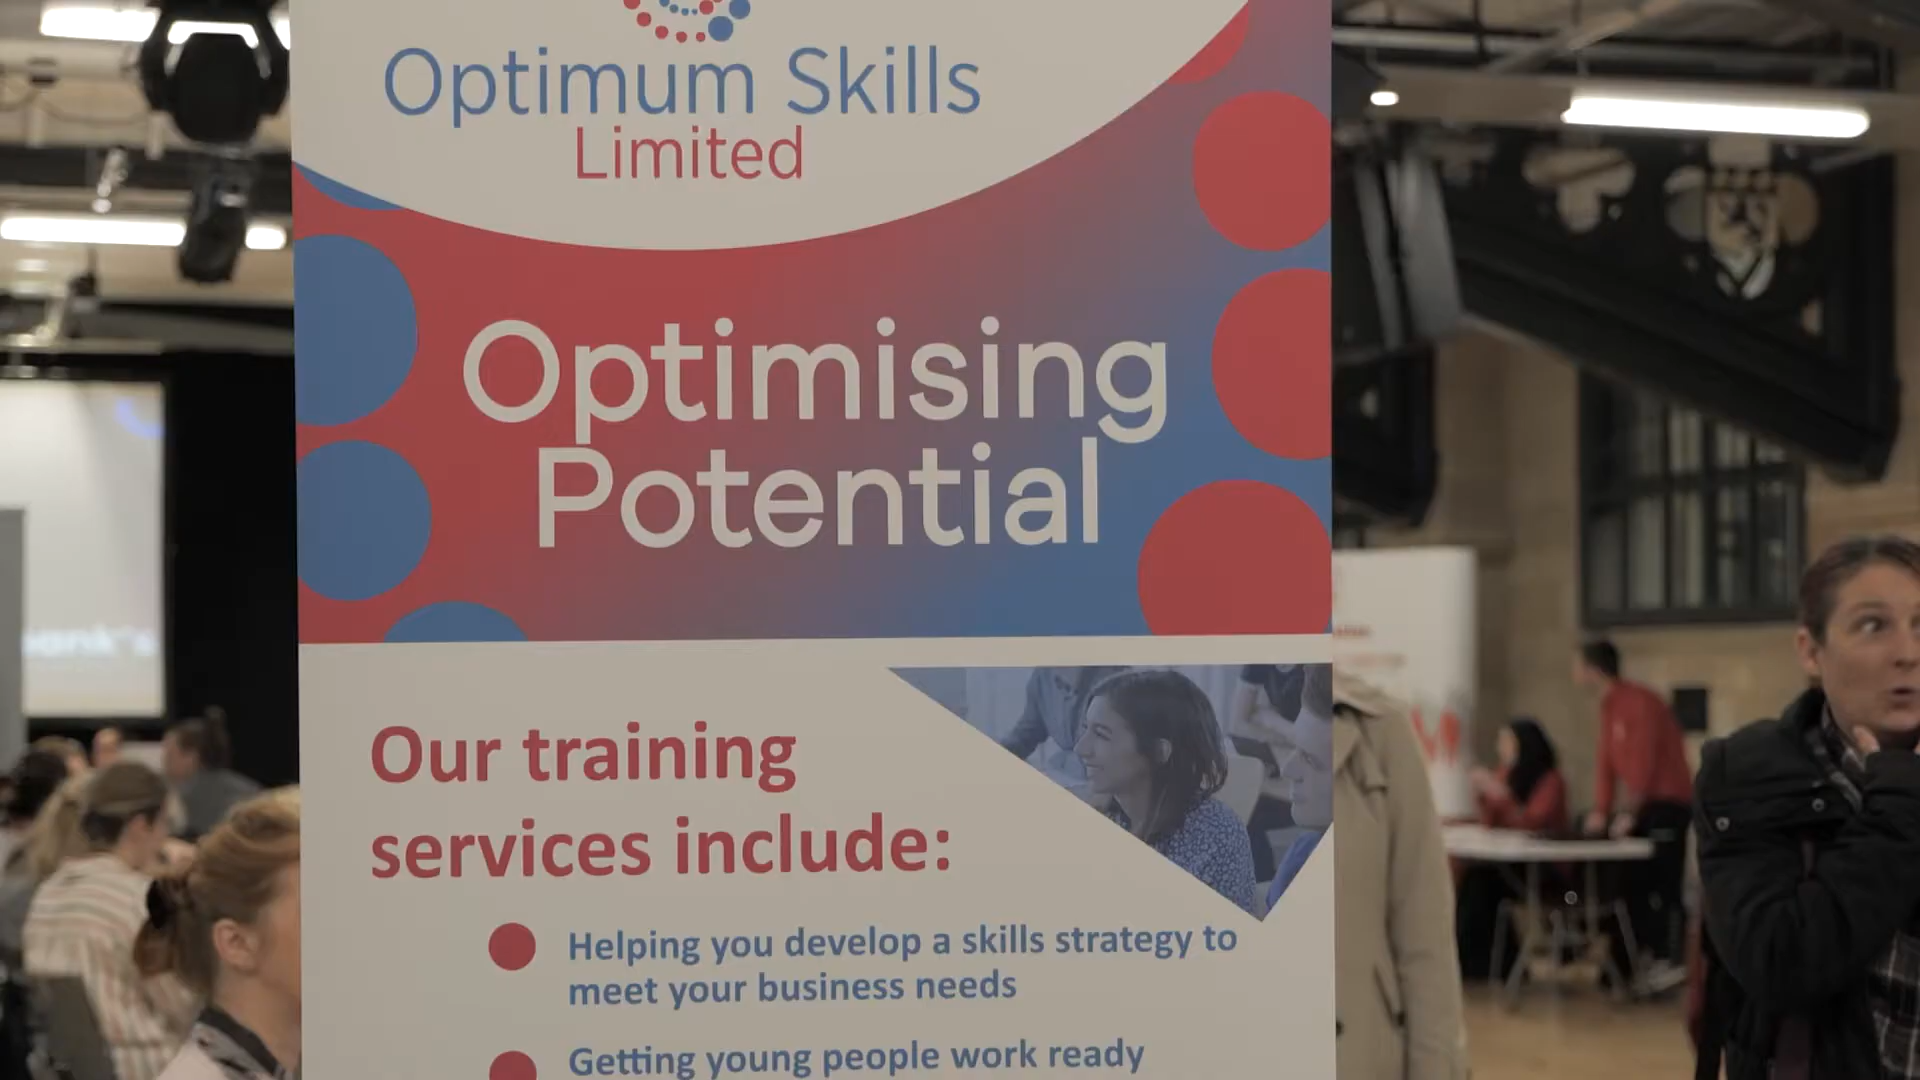 Optimum Skills
Limited
Optimising
Potential
Our training
services include:
Helping you develop a skills strategy to
meet your business needs
Getting young people work ready